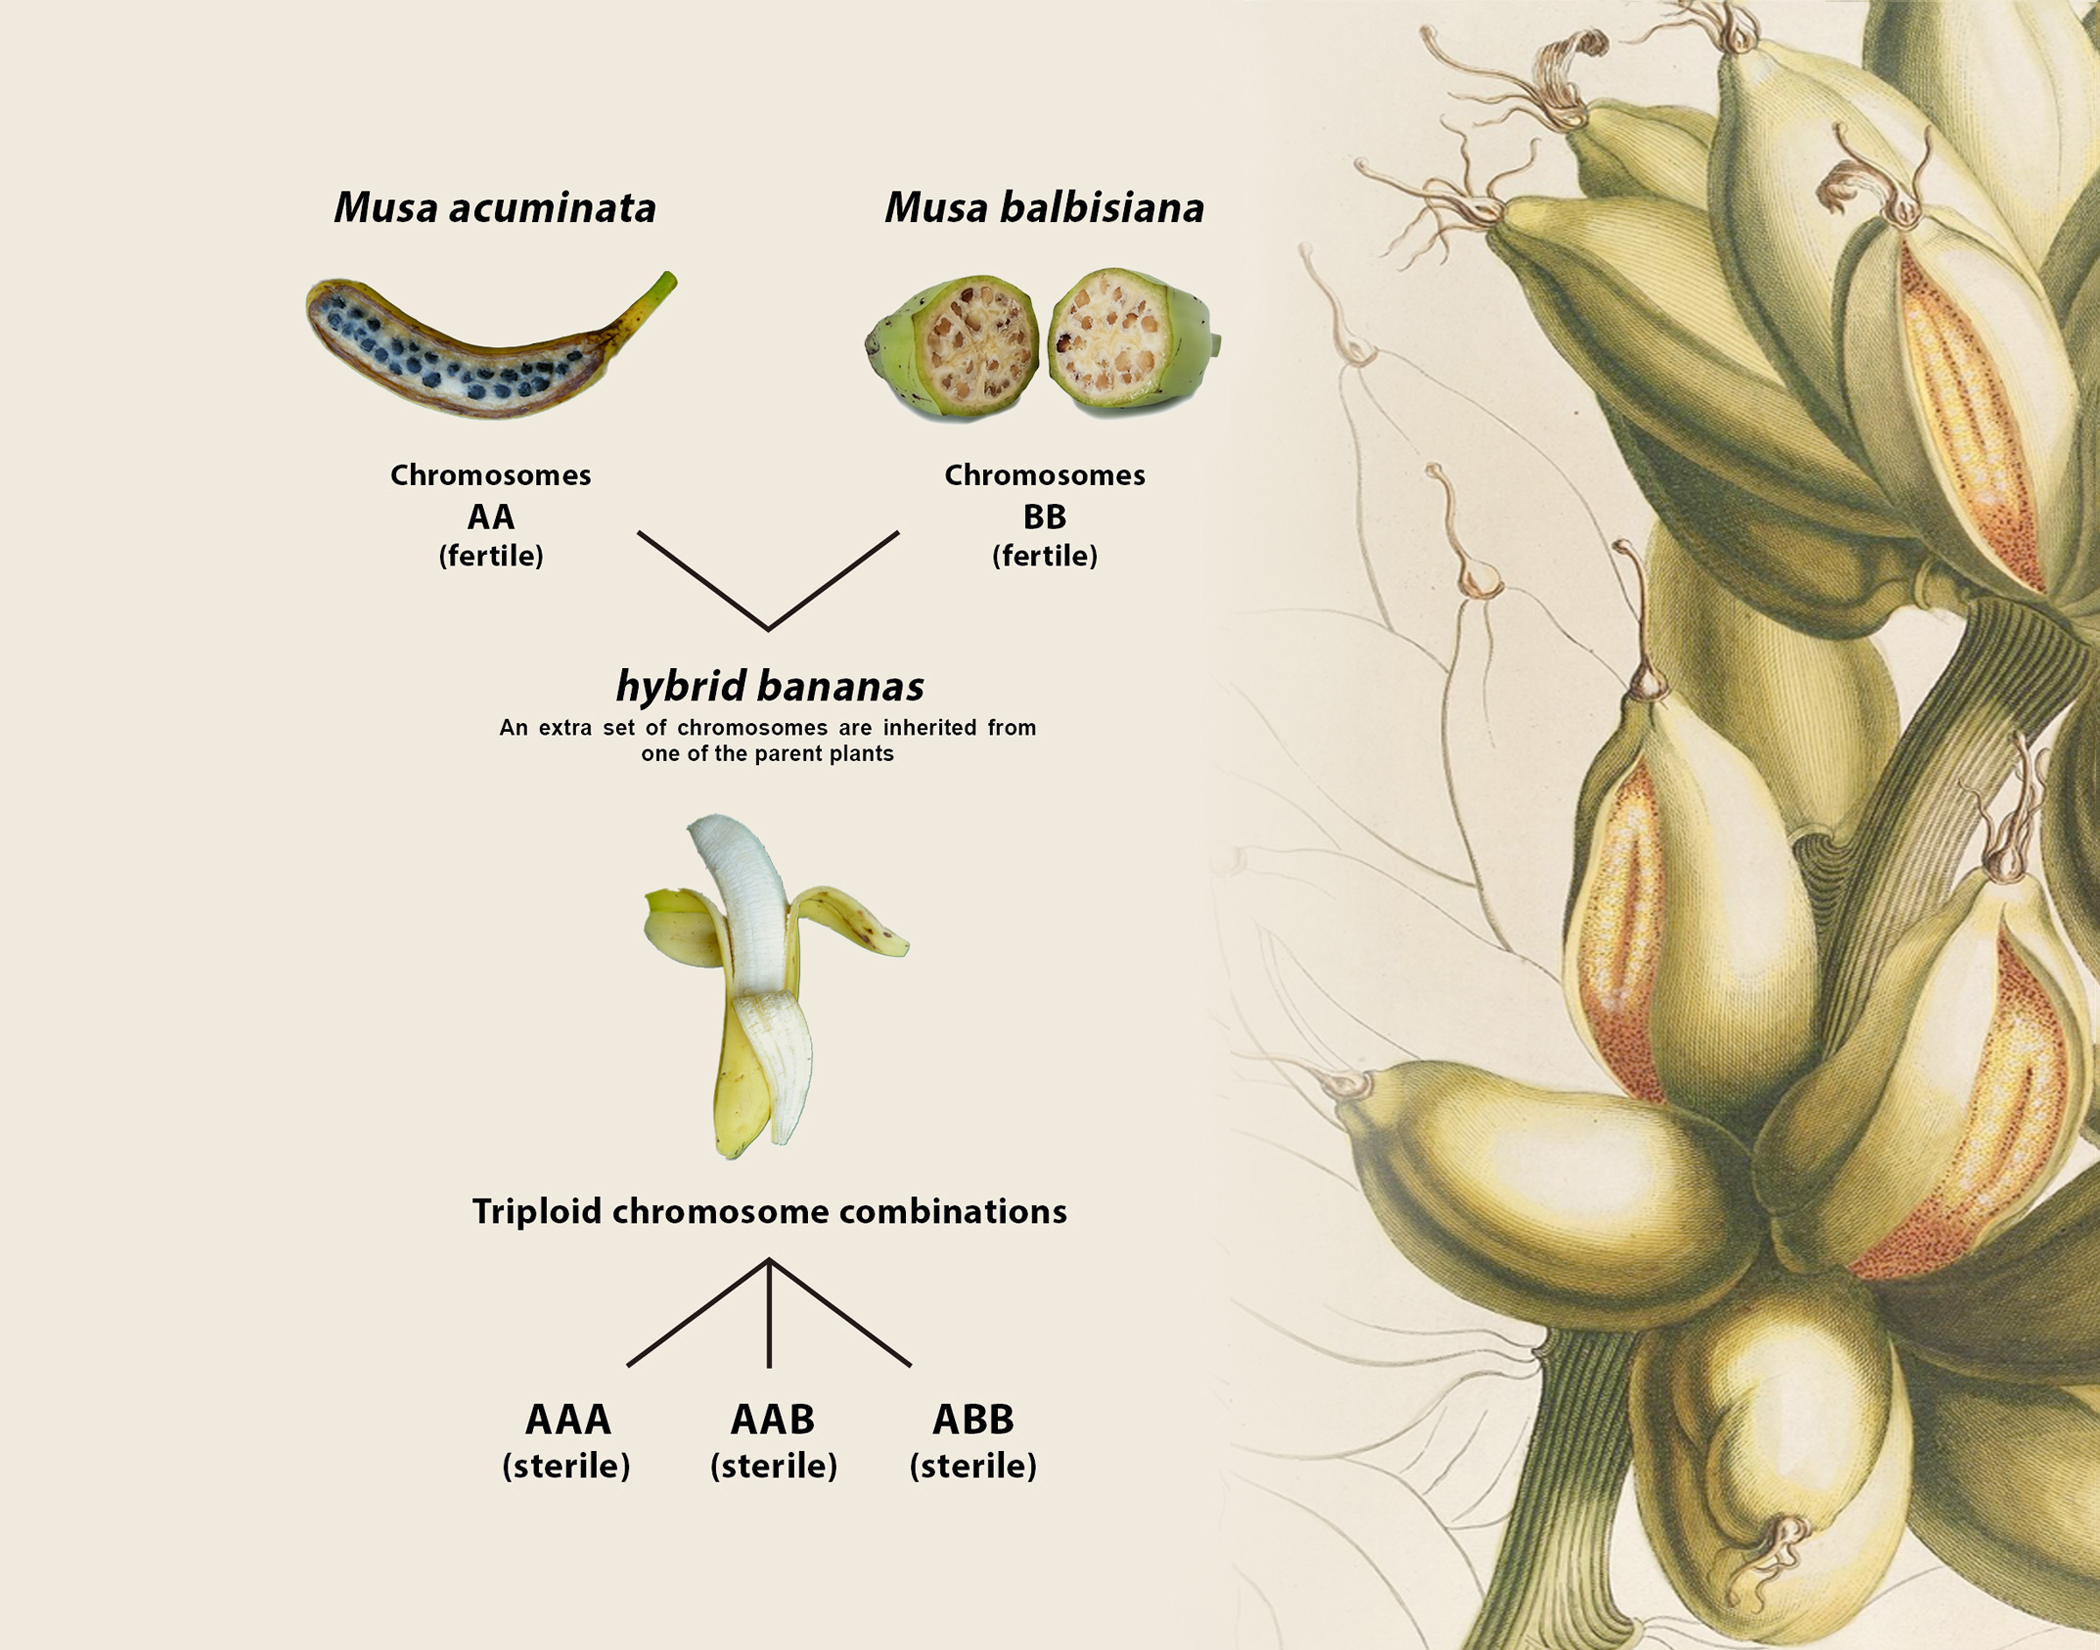 Musa acuminata
Musa balbisiana
Chromosomes
AA
(fertile)
Chromosomes
BB
(fertile)
hybrid bananas
An extra set of chromosomes are inherited from
one of the parent plants
Triploid chromosome combinations
AAA
(sterile)
AAB
(sterile)
ABB
(sterile)